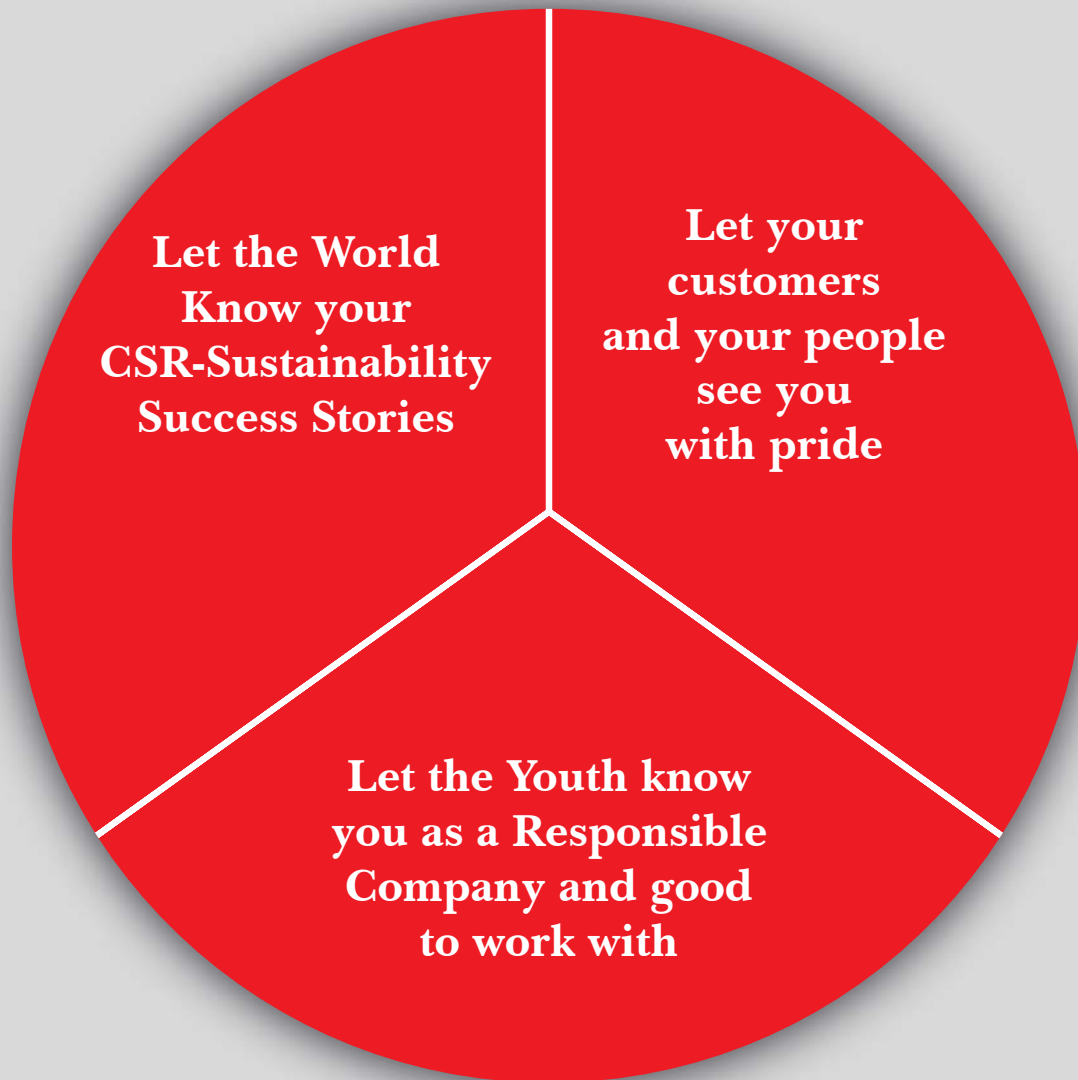 Let the World
Know your
CSR-Sustainability
Success Stories
Let your
customers
and your people
see you
with pride
Let the Youth know
you as a Responsible
Company and good
to work with